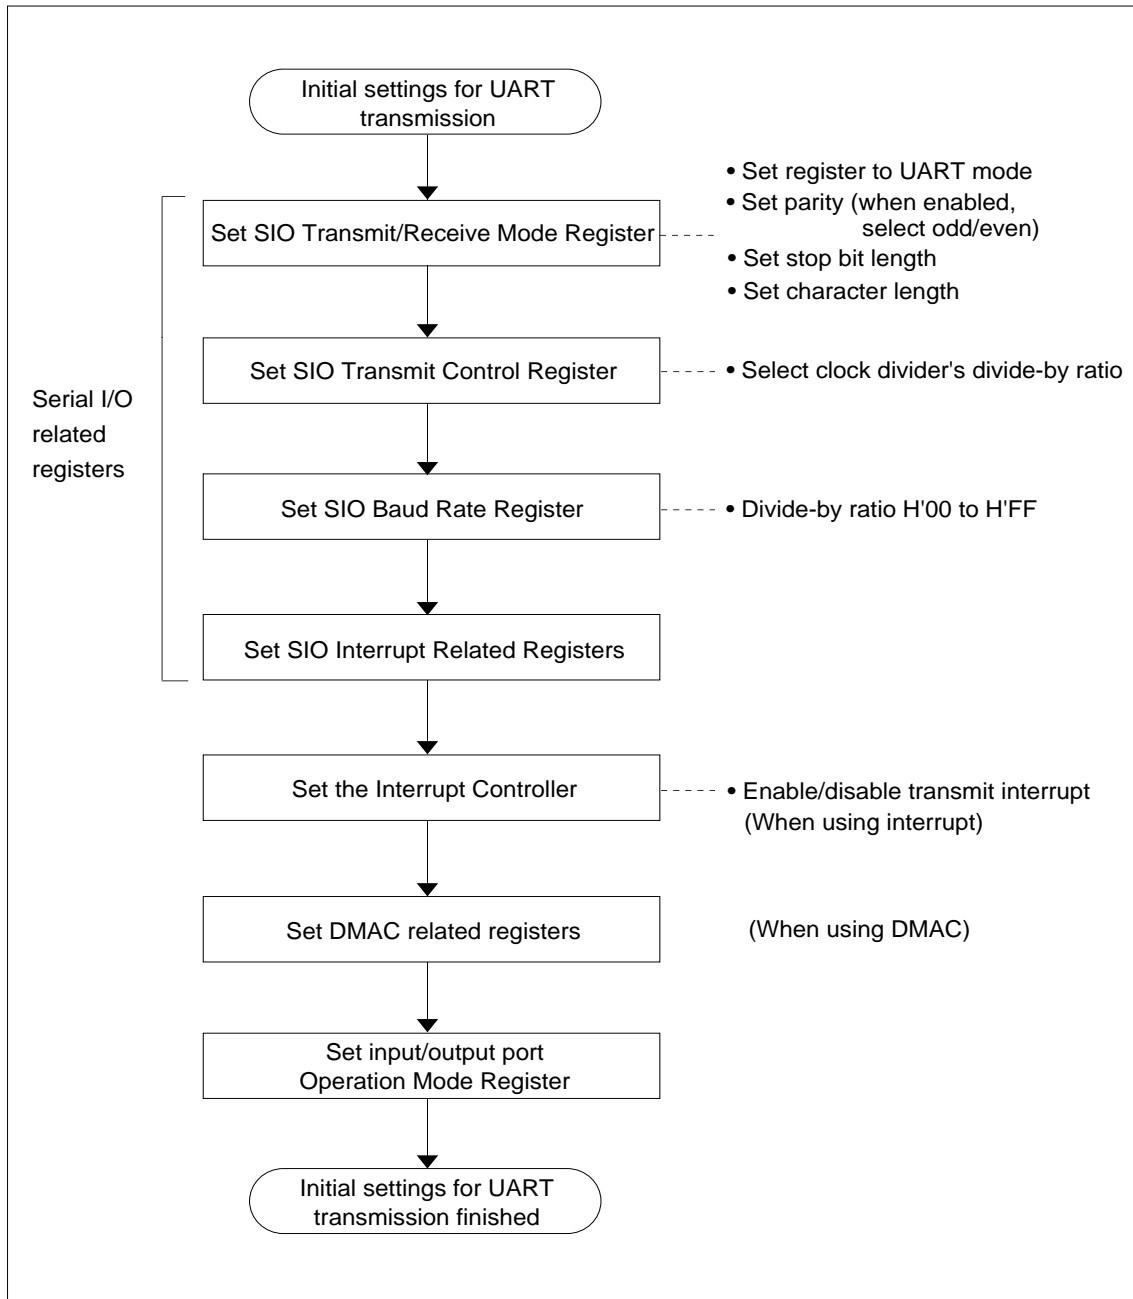 Initial settings for UART
transmission
• Set register to UART mode
• Set parity (when enabled,
select odd/even)
• Set stop bit length
• Set character length
Set SIO Transmit/Receive Mode Register
Set SIO Transmit Control Register
• Select clock divider's divide-by ratio
Serial I/O
related
registers
Set SIO Baud Rate Register
• Divide-by ratio H'00 to H'FF
Set SIO Interrupt Related Registers
Set the Interrupt Controller
• Enable/disable transmit interrupt
(When using interrupt)
Set DMAC related registers
(When using DMAC)
Set input/output port
Operation Mode Register
Initial settings for UART
transmission finished